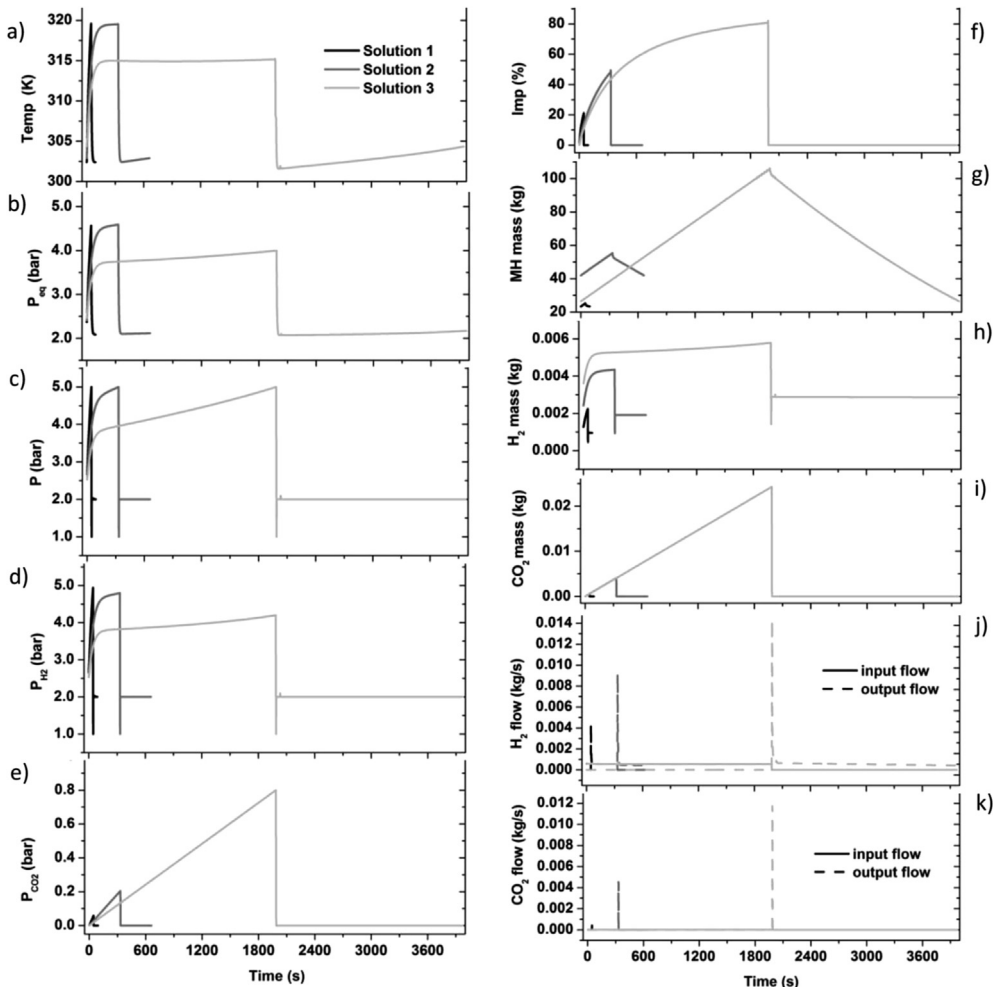 a)
Temp (K)
320
315
310
305
300
Solution 1
Solution 2
Solution 3
b)
Peq (bar)
5.0
4.0
3.0
2.0
c)
P (bar)
5.0
4.0
3.0
2.0
1.0
d)
PH2 (bar)
5.0
4.0
3.0
2.0
1.0
e)
PCO2 (bar)
0.8
0.6
0.4
0.2
0.0
0 600 1200 1800 2400 3000 3600
Time (s)
f)
Imp (%)
80
60
40
20
0
g)
MH mass (kg)
100
80
60
40
20
h)
H2 mass (kg)
0.006
0.004
0.002
0.000
i)
CO2 mass (kg)
0.02
0.01
0.00
j)
H2 flow (kg/s)
0.014
0.012
0.010
0.008
0.006
0.004
0.002
0.000
input flow
output flow
k)
CO2 flow (kg/s)
0.012
0.010
0.008
0.006
0.004
0.002
0.000
input flow
output flow
0 600 1200 1800 2400 3000 3600
Time (s)